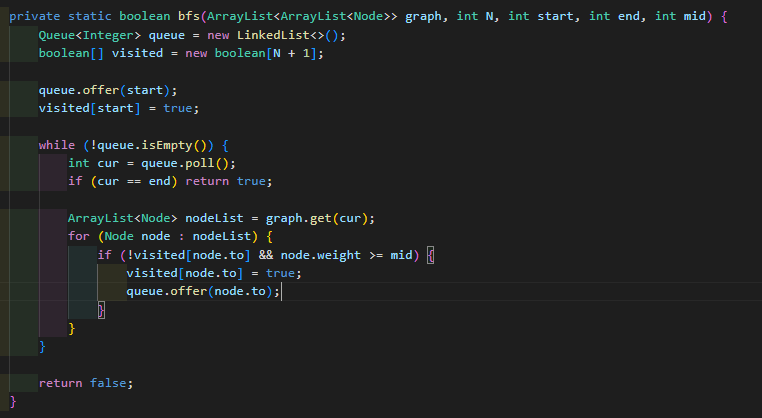 private static boolean bfs(ArrayList<ArrayList<Node>> graph, int N, int start, int end, int mid) {
    Queue<Integer> queue = new LinkedList<>();
    boolean[] visited = new boolean[N + 1];

    queue.offer(start);
    visited[start] = true;

    while (!queue.isEmpty()) {
        int cur = queue.poll();
        if (cur == end) return true;

        ArrayList<Node> nodeList = graph.get(cur);
        for (Node node : nodeList) {
            if (!visited[node.to] && node.weight >= mid) {
                visited[node.to] = true;
                queue.offer(node.to);
            }
        }
    }

    return false;
}